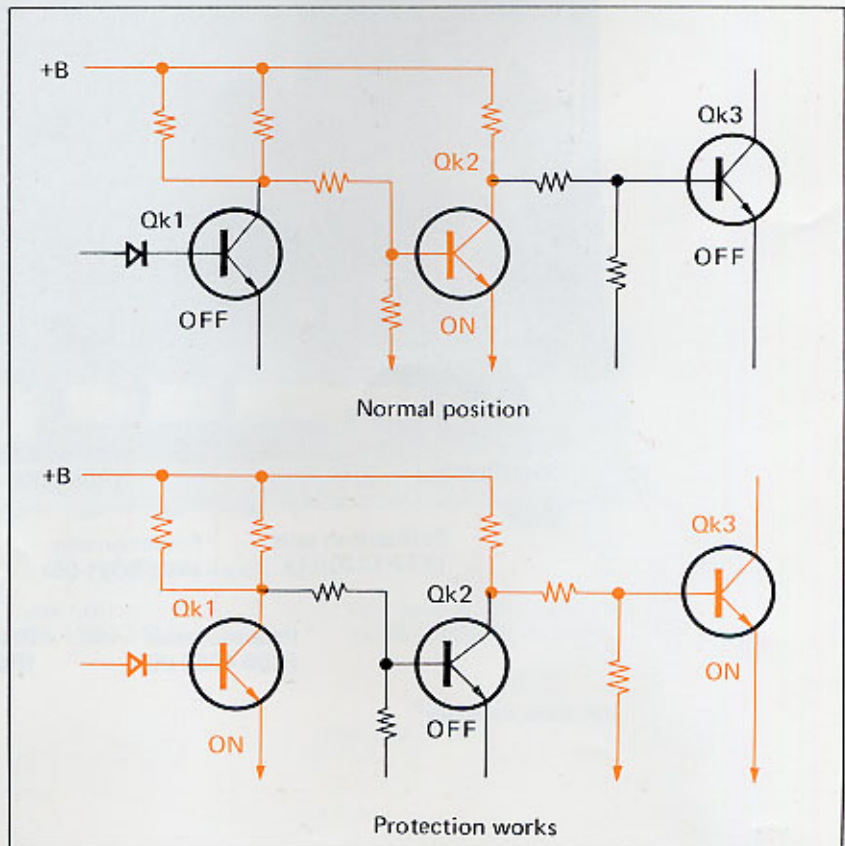 +B
Qk3
Qk2
Qk1
OFF
OFF
ON
Normal position
+B
Qk3
Qk1
Qk2
ON
OFF
ON
Protection works